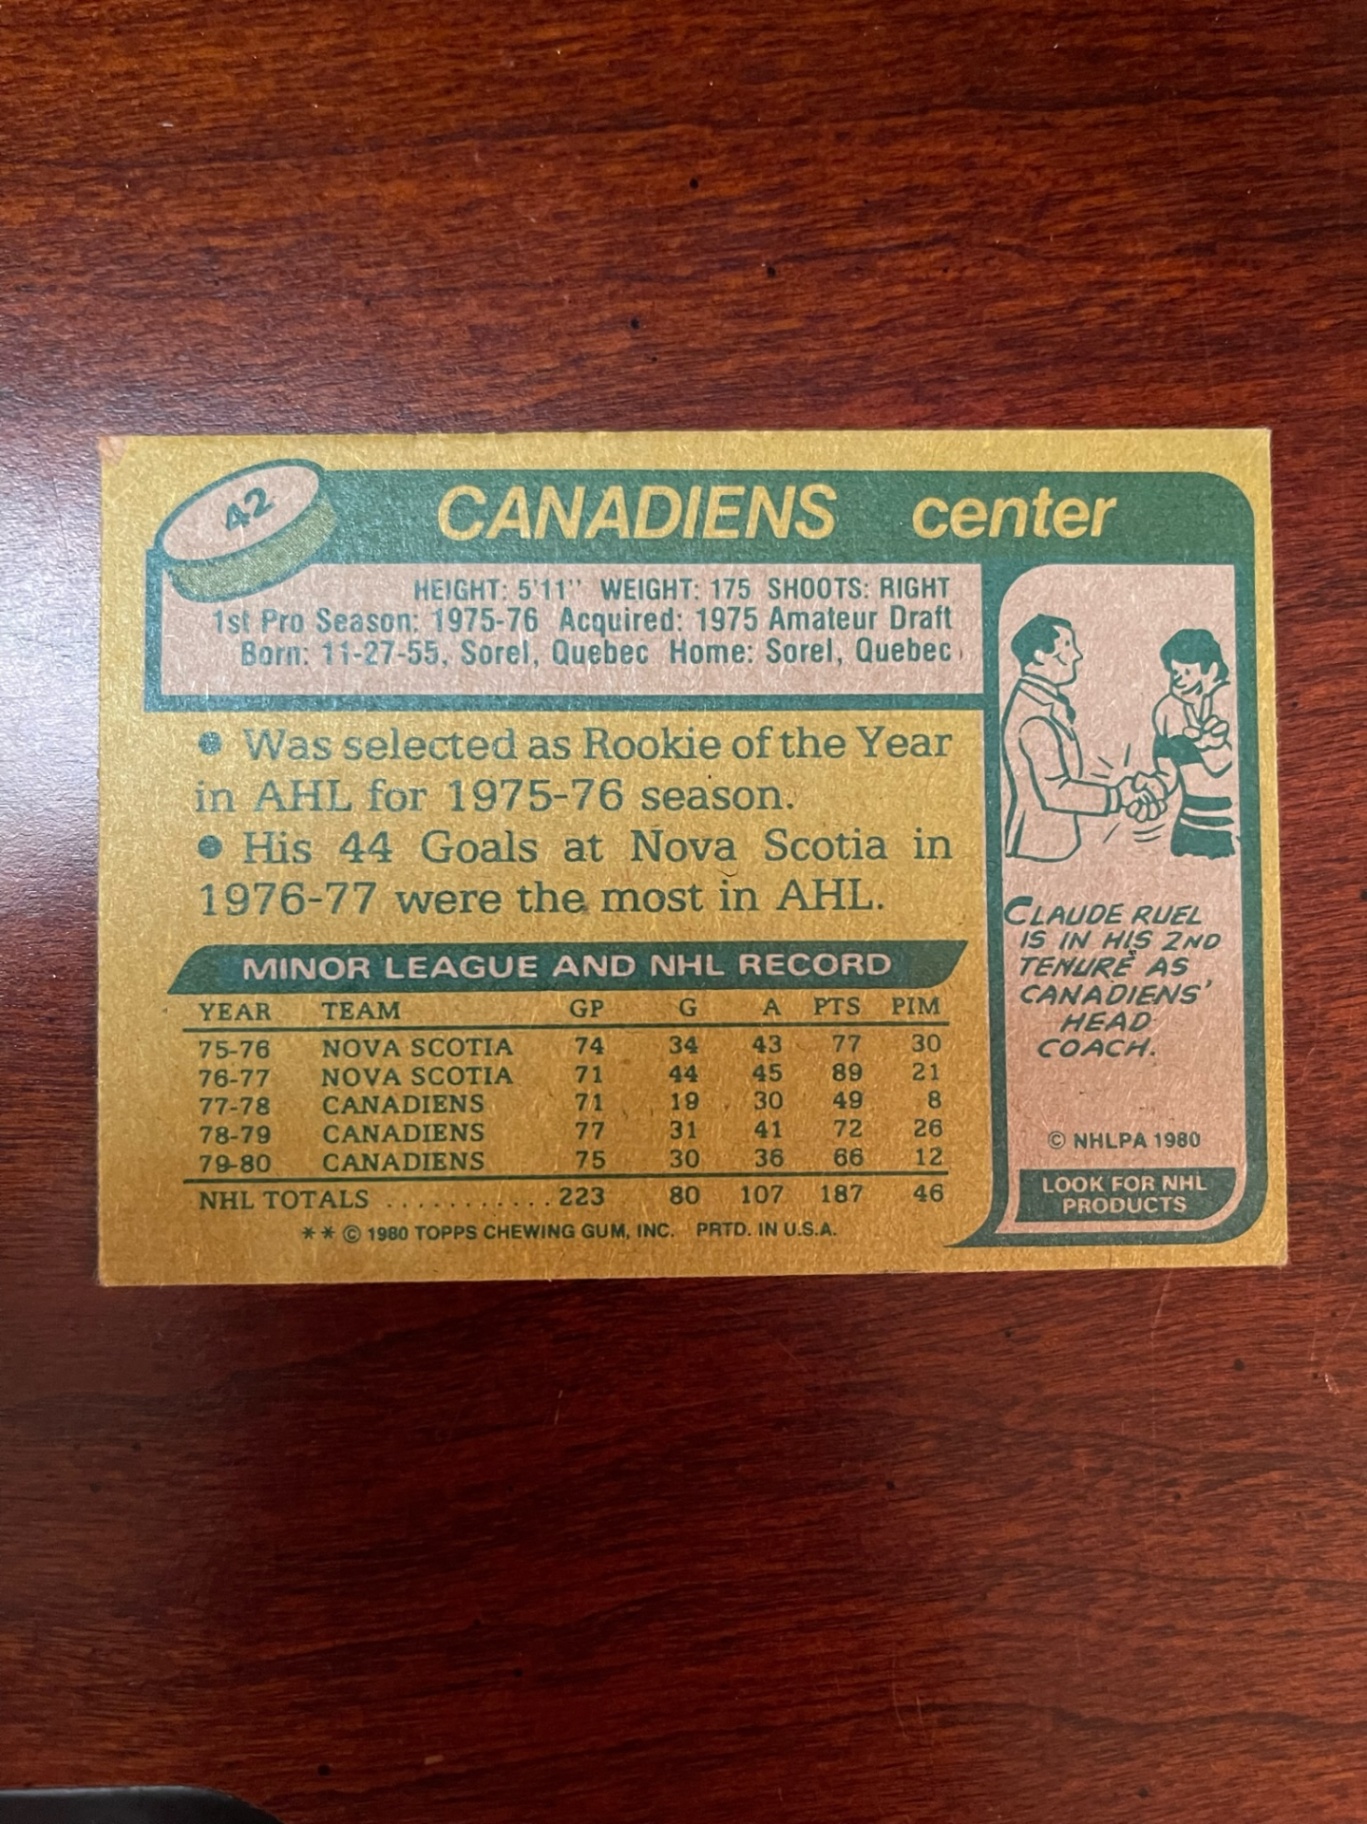 42
CANADIENS center
HEIGHT: 5'11" WEIGHT: 175 SHOOTS: RIGHT
1st Pro Season: 1975-76 Acquired: 1975 Amateur Draft
Born: 11-27-55, Sorel, Quebec Home: Sorel, Quebec
● Was selected as Rookie of the Year
in AHL for 1975-76 season.
● His 44 Goals at Nova Scotia in
1976-77 were the most in AHL.
MINOR LEAGUE AND NHL RECORD
YEAR TEAM GP G A PTS PIM
75-76 NOVA SCOTIA 74 34 43 77 30
76-77 NOVA SCOTIA 71 44 45 89 21
77-78 CANADIENS 71 19 30 49 8
78-79 CANADIENS 77 31 41 72 26
79-80 CANADIENS 75 30 36 66 12
NHL TOTALS ............ 223 80 107 187 46
** © 1980 TOPPS CHEWING GUM, INC. PRTD. IN U.S.A.
CLAUDE RUEL
IS IN HIS 2ND
TENURE AS
CANADIENS'
HEAD
COACH.
© NHLPA 1980
LOOK FOR NHL
PRODUCTS